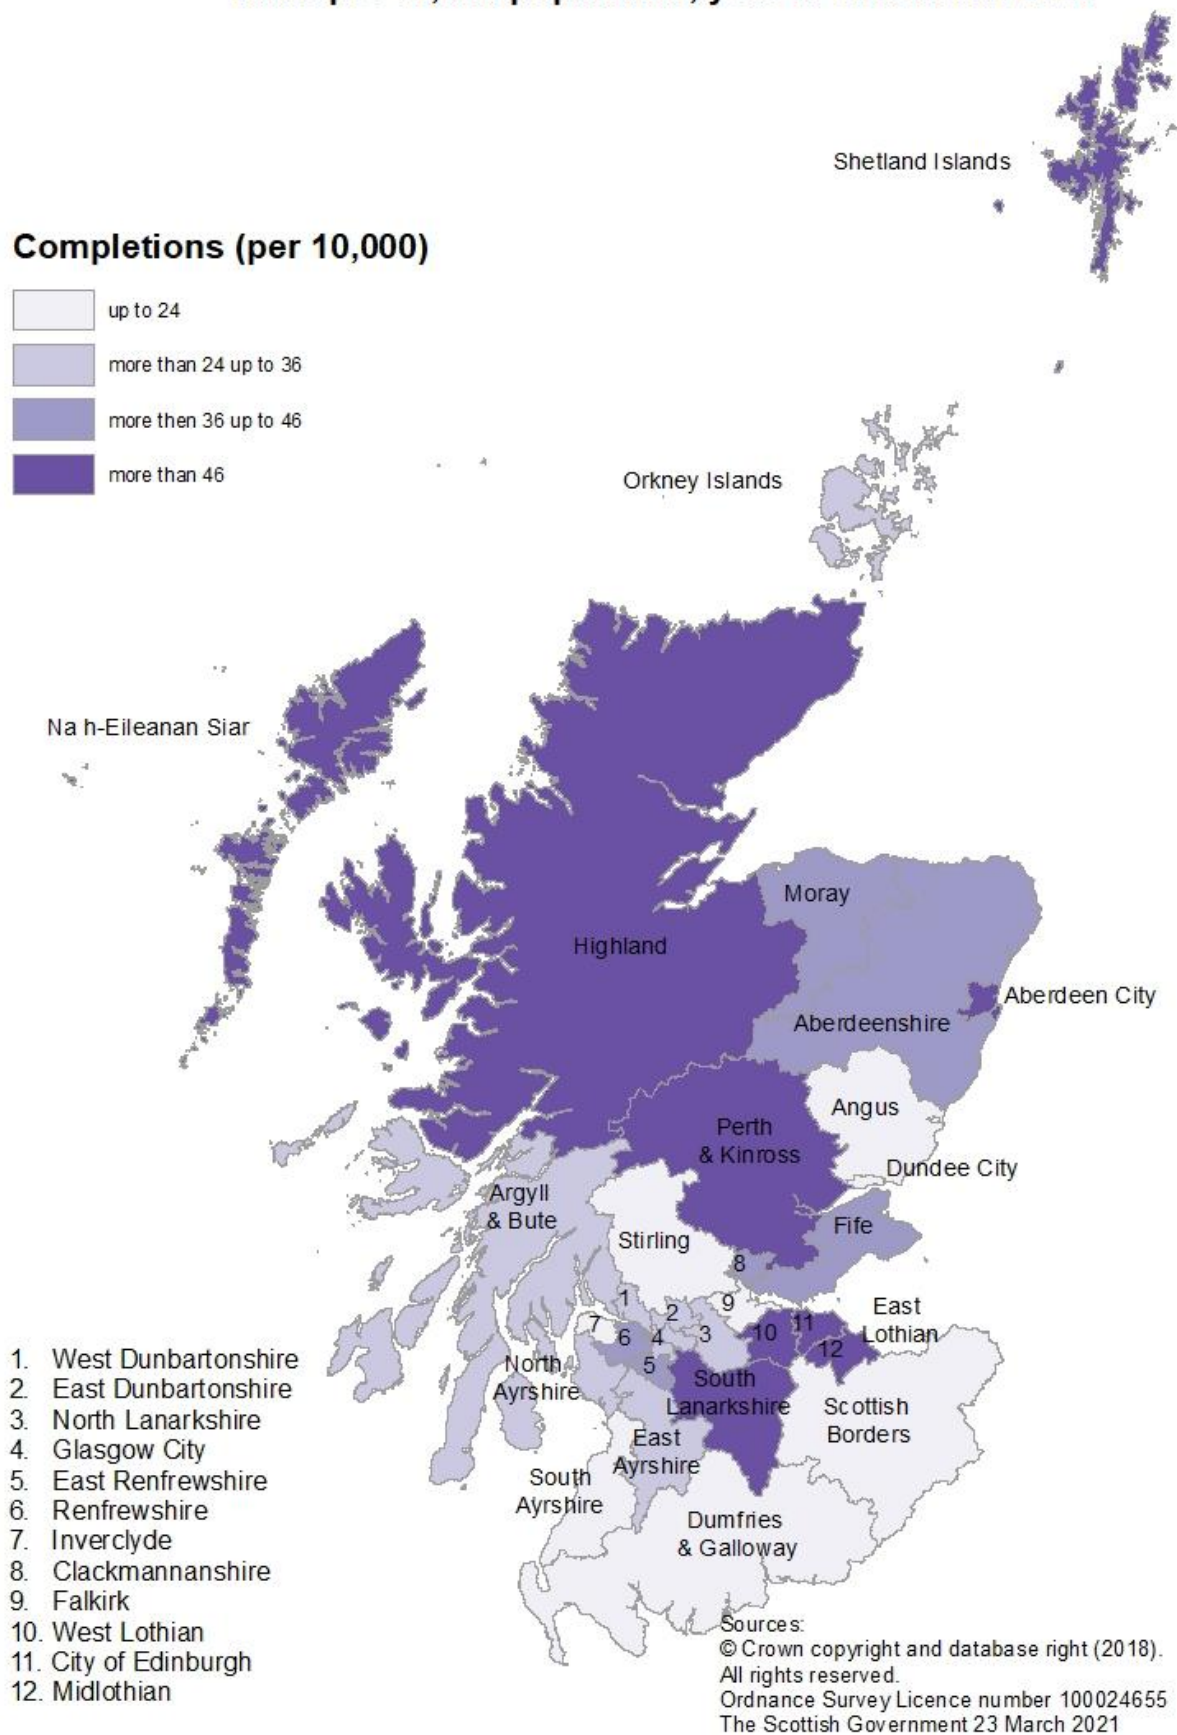 Shetland Islands
Completions (per 10,000)
up to 24
more than 24 up to 36
more then 36 up to 46
more than 46
Orkney Islands
Na h-Eileanan Siar
Moray
Highland
Aberdeen City
Aberdeenshire
Angus
Perth
& Kinross
Dundee City
Argyll
& Bute
Fife
Stirling
8
1
9
East
Lothian
2
7
11
6
4
3
10
12
5
North
Ayrshire
South
Lanarkshire
Scottish
Borders
East
Ayrshire
South
Ayrshire
Dumfries
& Galloway
1. West Dunbartonshire
2. East Dunbartonshire
3. North Lanarkshire
4. Glasgow City
5. East Renfrewshire
6. Renfrewshire
7. Inverclyde
8. Clackmannanshire
9. Falkirk
10. West Lothian
11. City of Edinburgh
12. Midlothian
Sources:
© Crown copyright and database right (2018).
All rights reserved.
Ordnance Survey Licence number 100024655
The Scottish Government 23 March 2021